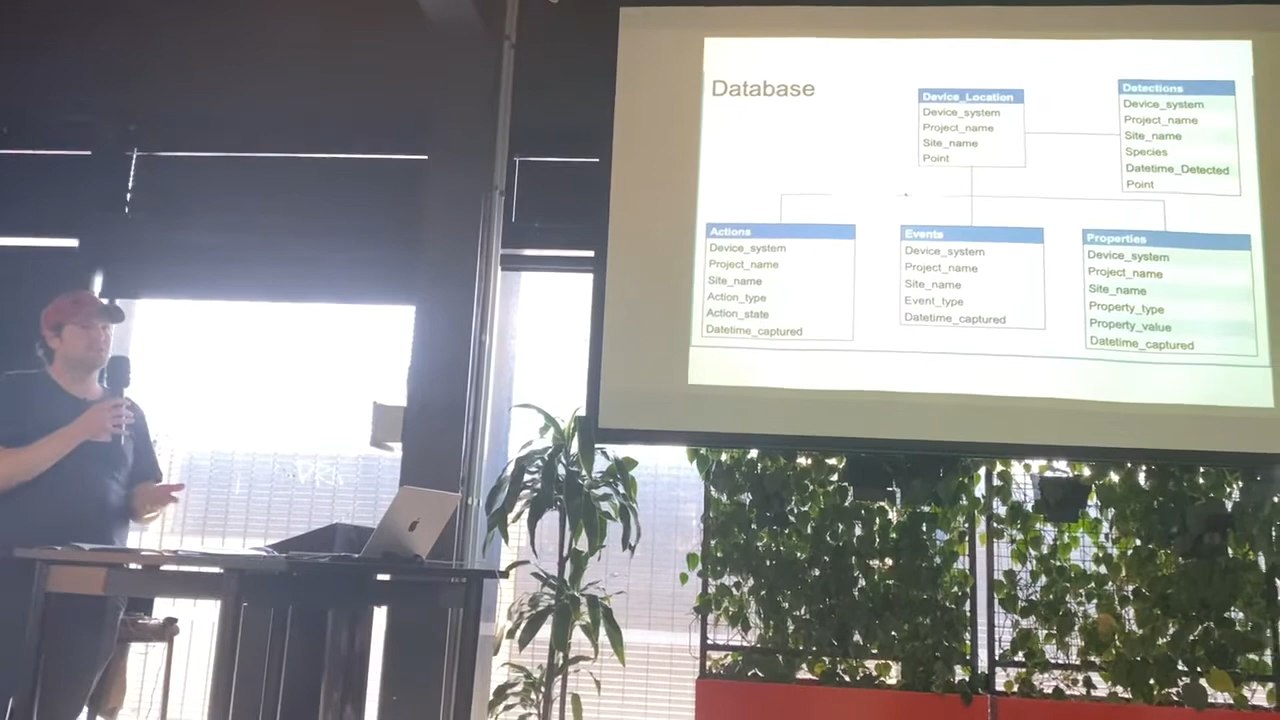 Database
Device_Location
Device_system
Project_name
Site_name
Point
Detections
Device_system
Project_name
Site_name
Species
Datetime_Detected
Point
Actions
Device_system
Project_name
Site_name
Action_type
Action_state
Datetime_captured
Events
Device_system
Project_name
Site_name
Event_type
Datetime_captured
Properties
Device_system
Project_name
Site_name
Property_type
Property_value
Datetime_captured